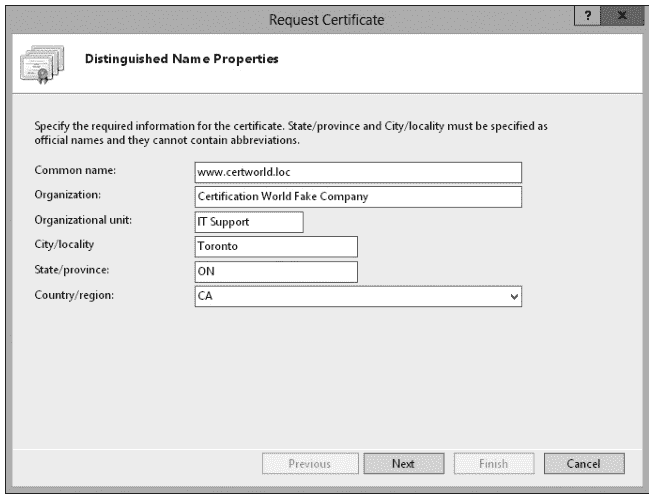 Request Certificate
? x
Distinguished Name Properties
Specify the required information for the certificate. State/province and City/locality must be specified as
official names and they cannot contain abbreviations.
Common name: www.certworld.loc
Organization: Certification World Fake Company
Organizational unit: IT Support
City/locality Toronto
State/province: ON
Country/region: CA
Previous Next Finish Cancel